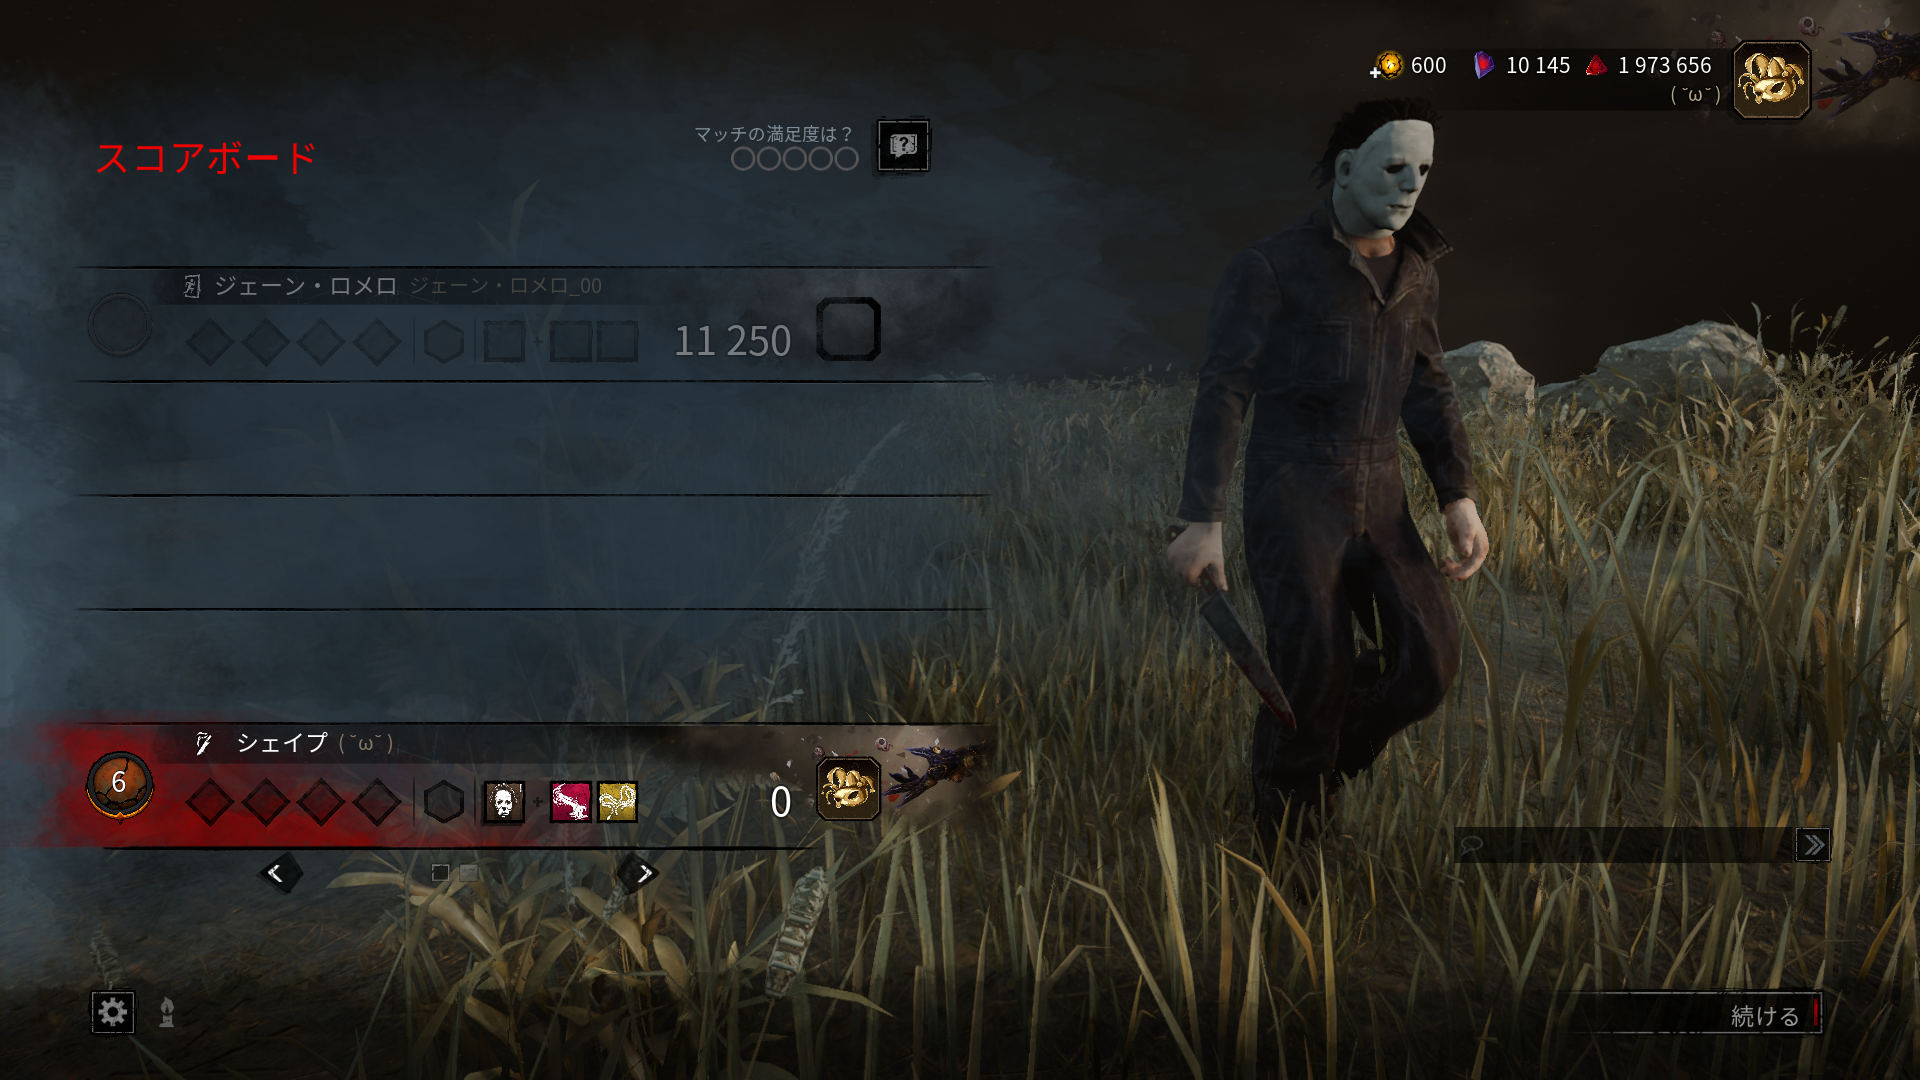 600 10 145 1 973 656
(˘ω˘)
スコアボード
マッチの満足度は？
ジェーン・ロメロ ジェーン・ロメロ_00
11 250
シェイプ (˘ω˘)
6
0
続ける